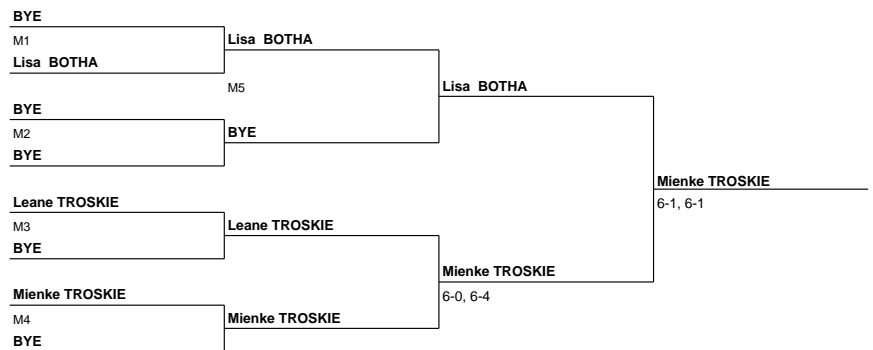 BYE
M1
Lisa BOTHA
Lisa BOTHA
M5
BYE
M2
BYE
BYE
Lisa BOTHA
Leane TROSKIE
M3
BYE
Leane TROSKIE
Mienke TROSKIE
M4
BYE
Mienke TROSKIE
Mienke TROSKIE
6-0, 6-4
Mienke TROSKIE
6-1, 6-1